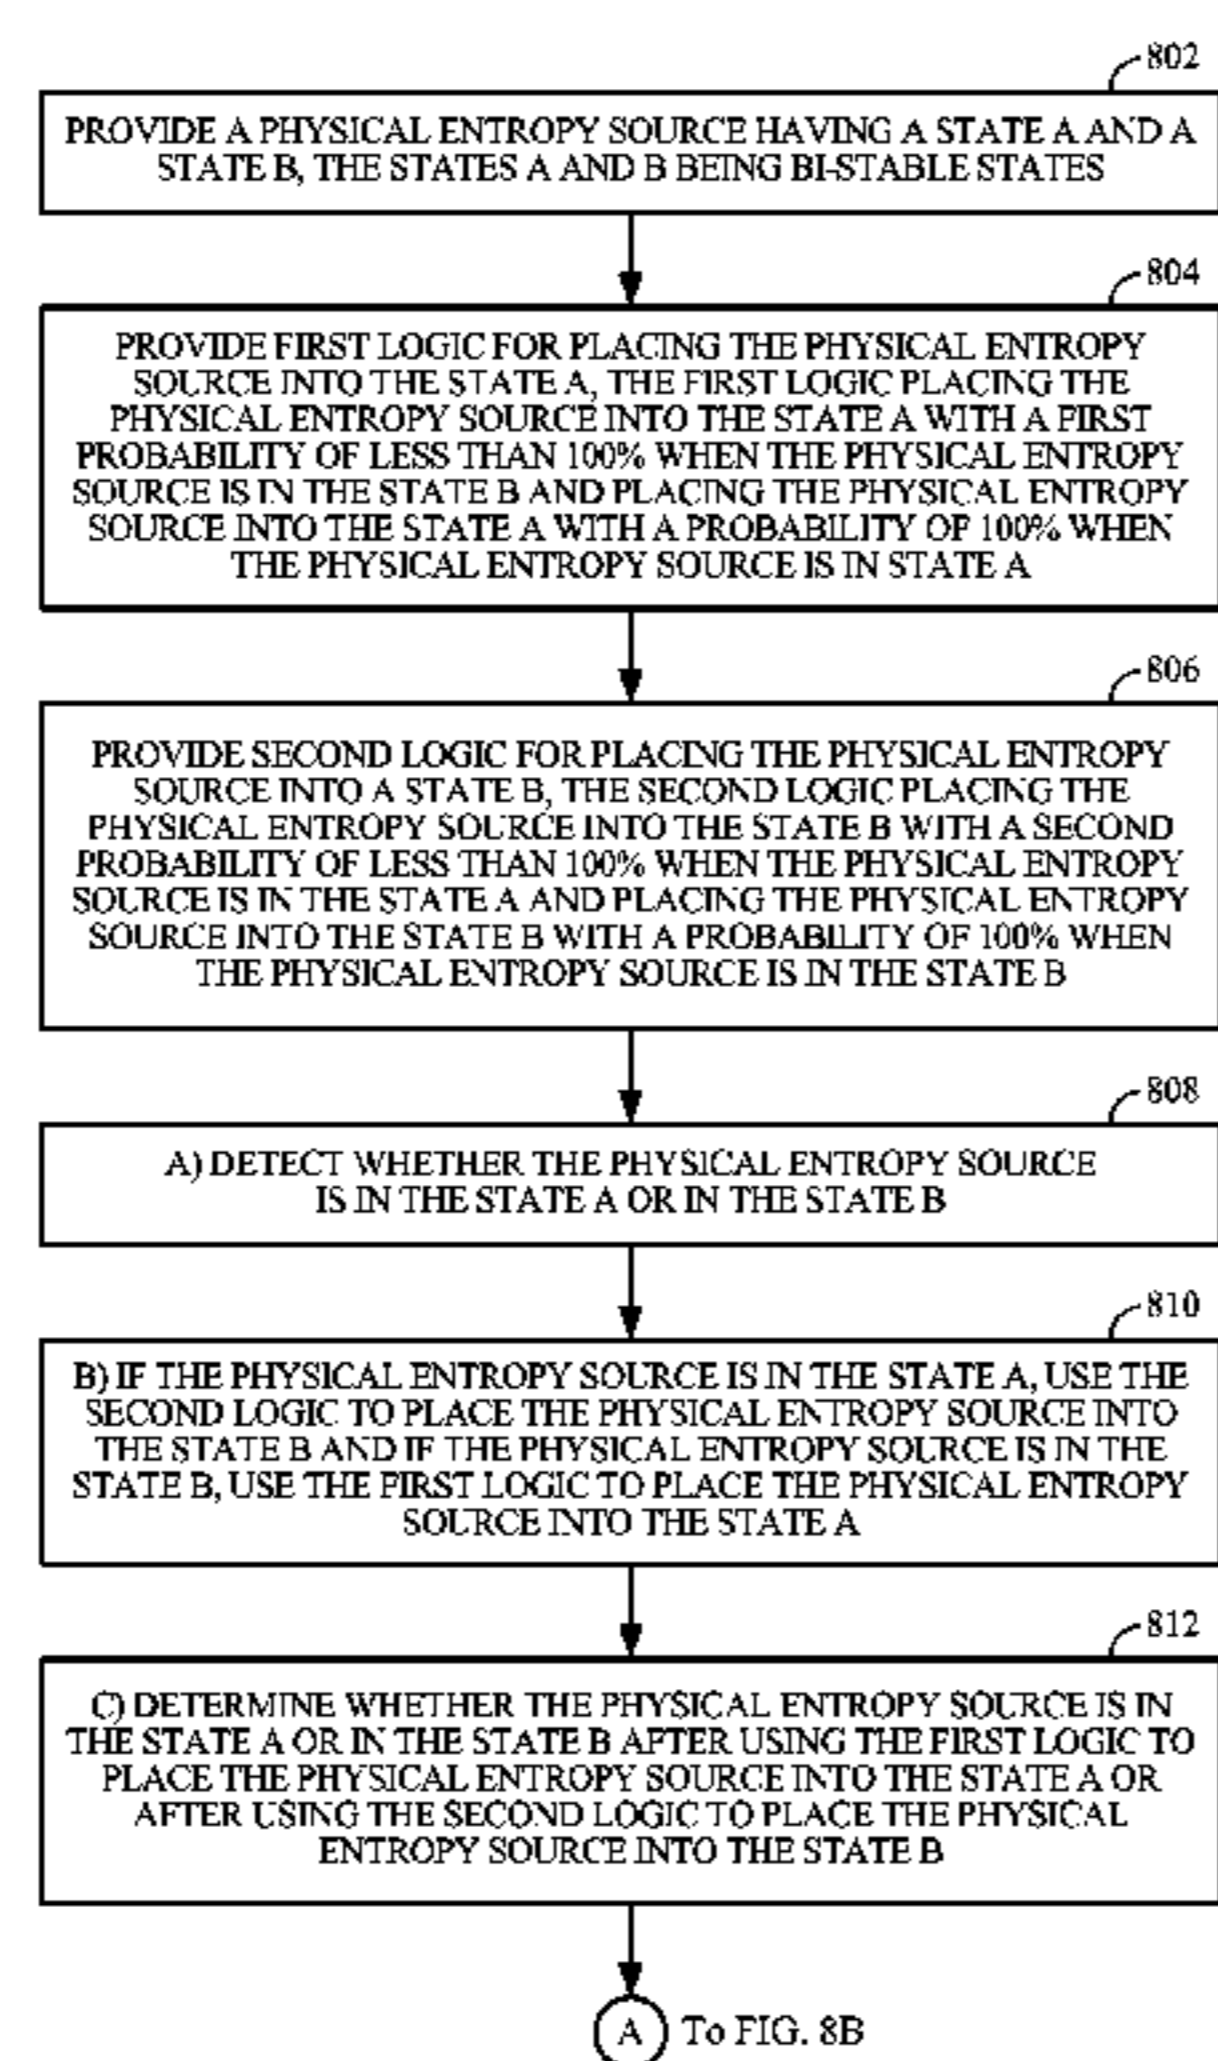 802
PROVIDE A PHYSICAL ENTROPY SOURCE HAVING A STATE A AND A
STATE B, THE STATES A AND B BEING BI-STABLE STATES
804
PROVIDE FIRST LOGIC FOR PLACING THE PHYSICAL ENTROPY
SOURCE INTO THE STATE A, THE FIRST LOGIC PLACING THE
PHYSICAL ENTROPY SOURCE INTO THE STATE A WITH A FIRST
PROBABILITY OF LESS THAN 100% WHEN THE PHYSICAL ENTROPY
SOURCE IS IN THE STATE B AND PLACING THE PHYSICAL ENTROPY
SOURCE INTO THE STATE A WITH A PROBABILITY OF 100% WHEN
THE PHYSICAL ENTROPY SOURCE IS IN STATE A
806
PROVIDE SECOND LOGIC FOR PLACING THE PHYSICAL ENTROPY
SOURCE INTO A STATE B, THE SECOND LOGIC PLACING THE
PHYSICAL ENTROPY SOURCE INTO THE STATE B WITH A SECOND
PROBABILITY OF LESS THAN 100% WHEN THE PHYSICAL ENTROPY
SOURCE IS IN THE STATE A AND PLACING THE PHYSICAL ENTROPY
SOURCE INTO THE STATE B WITH A PROBABILITY OF 100% WHEN
THE PHYSICAL ENTROPY SOURCE IS IN THE STATE B
808
A) DETECT WHETHER THE PHYSICAL ENTROPY SOURCE
IS IN THE STATE A OR IN THE STATE B
810
B) IF THE PHYSICAL ENTROPY SOURCE IS IN THE STATE A, USE THE
SECOND LOGIC TO PLACE THE PHYSICAL ENTROPY SOURCE INTO
THE STATE B AND IF THE PHYSICAL ENTROPY SOURCE IS IN THE
STATE B, USE THE FIRST LOGIC TO PLACE THE PHYSICAL ENTROPY
SOURCE INTO THE STATE A
812
C) DETERMINE WHETHER THE PHYSICAL ENTROPY SOURCE IS IN
THE STATE A OR IN THE STATE B AFTER USING THE FIRST LOGIC TO
PLACE THE PHYSICAL ENTROPY SOURCE INTO THE STATE A OR
AFTER USING THE SECOND LOGIC TO PLACE THE PHYSICAL
ENTROPY SOURCE INTO THE STATE B
A To FIG. 8B